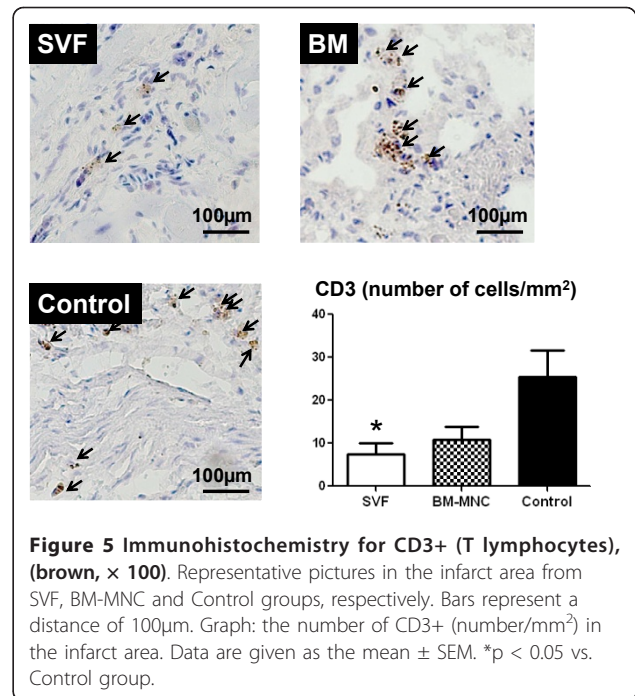 SVF
100μm
BM
100μm
Control
100μm
CD3 (number of cells/mm²)
40
30
20
10
0
*
SVF
BM-MNC
Control
Figure 5 Immunohistochemistry for CD3+ (T lymphocytes),
(brown, × 100). Representative pictures in the infarct area from
SVF, BM-MNC and Control groups, respectively. Bars represent a
distance of 100μm. Graph: the number of CD3+ (number/mm²) in
the infarct area. Data are given as the mean ± SEM. *p < 0.05 vs.
Control group.